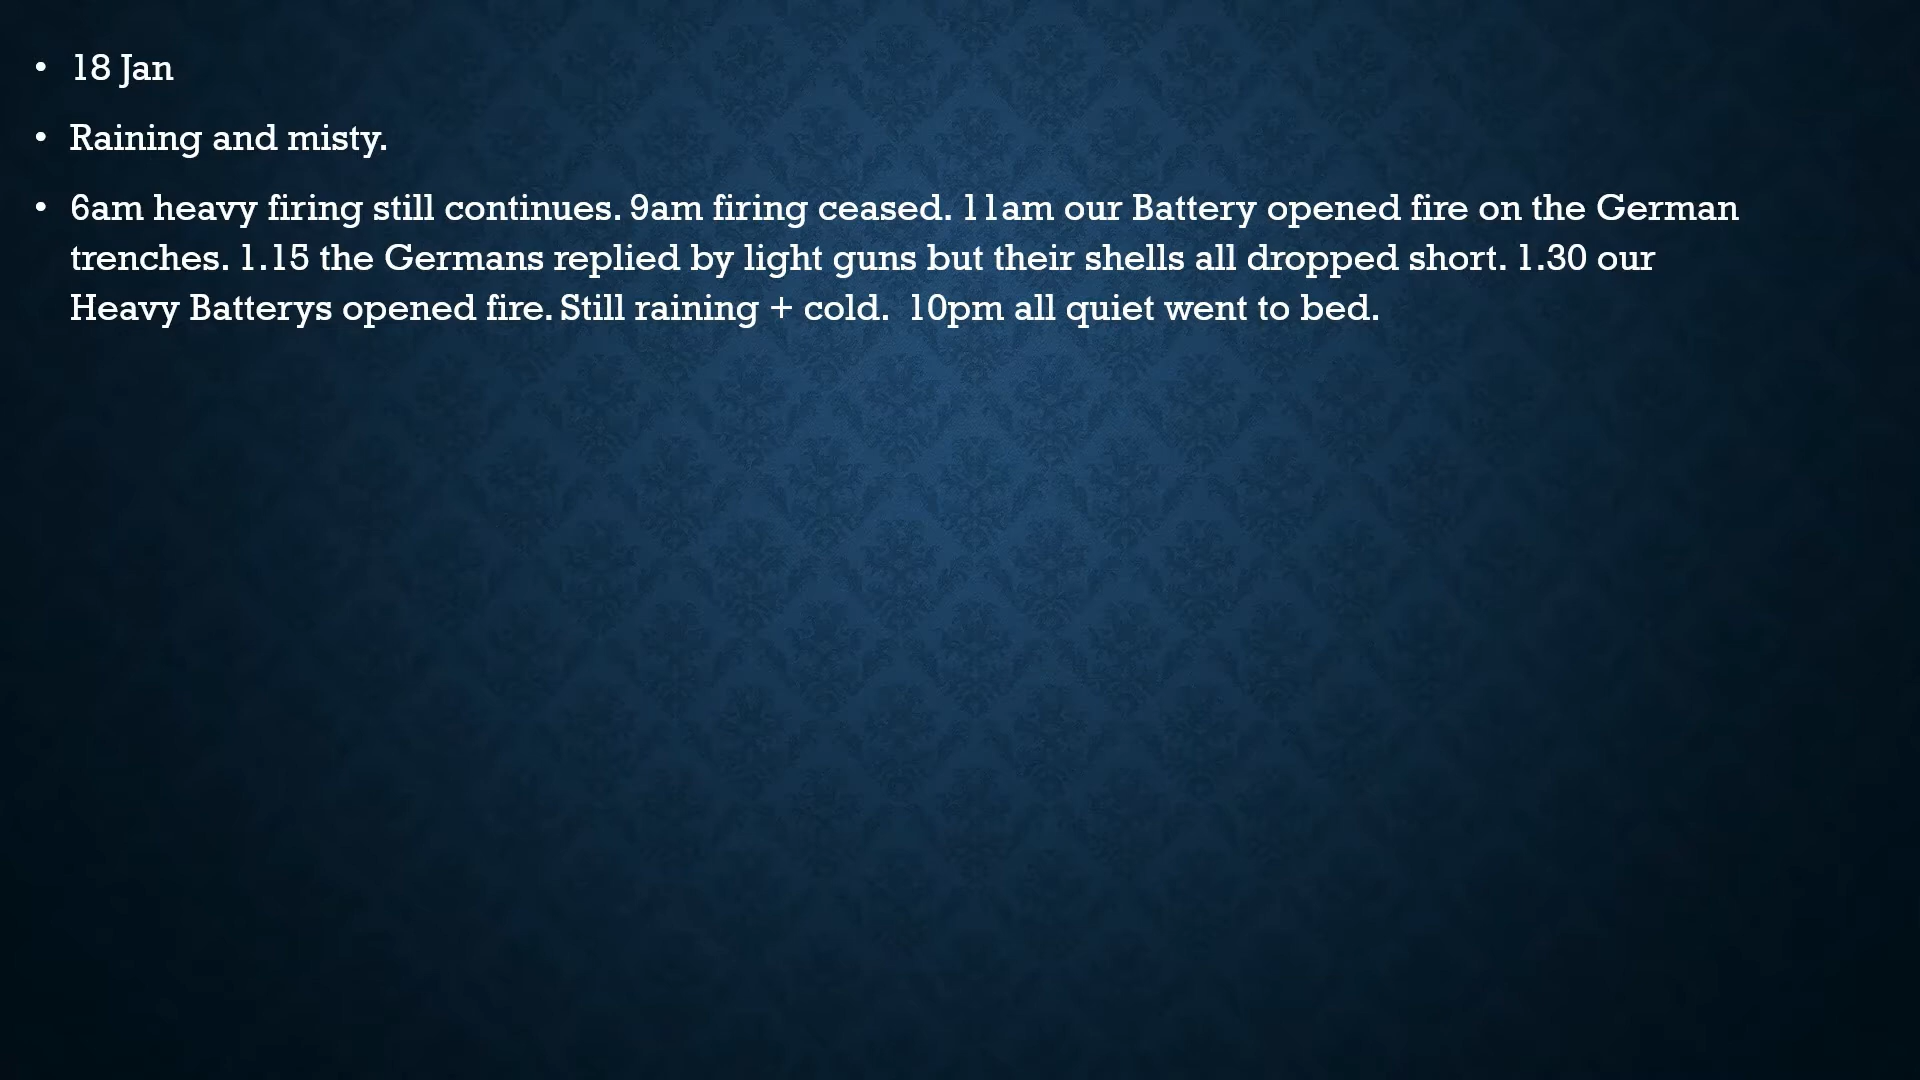 • 18 Jan
• Raining and misty.
• 6am heavy firing still continues. 9am firing ceased. 11am our Battery opened fire on the German
trenches. 1.15 the Germans replied by light guns but their shells all dropped short. 1.30 our
Heavy Batterys opened fire. Still raining + cold.  10pm all quiet went to bed.